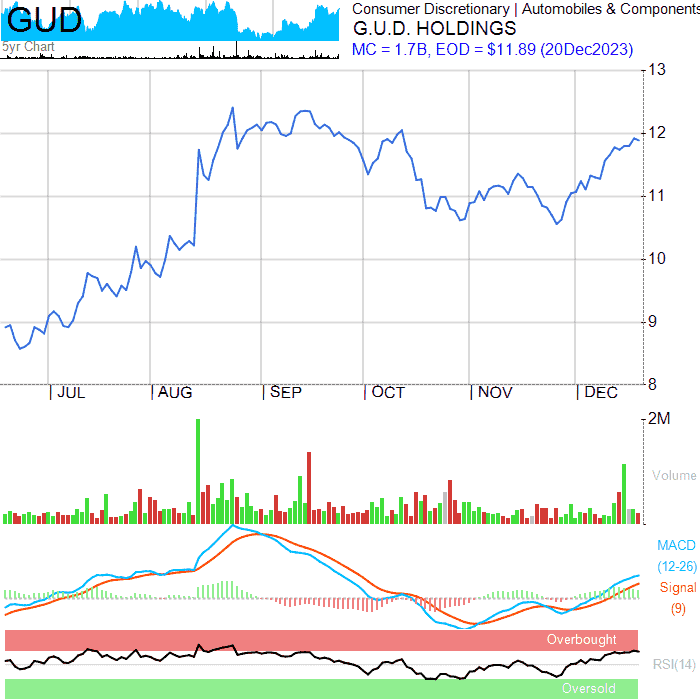 GUD
5yr Chart
Consumer Discretionary | Automobiles & Components
G.U.D. HOLDINGS
MC = 1.7B, EOD = $11.89 (20Dec2023)
13
12
11
10
9
8
JUL AUG SEP OCT NOV DEC
2M
Volume
MACD
(12-26)
Signal
(9)
Overbought
RSI(14)
Oversold